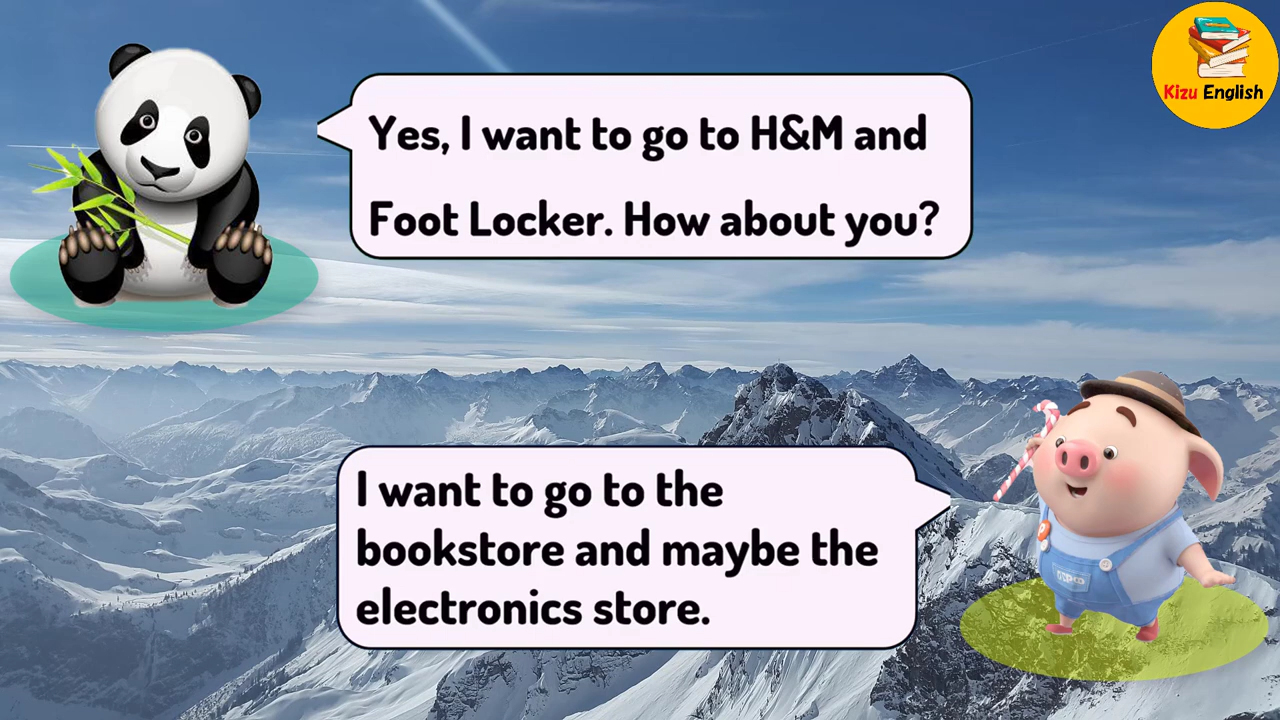 Kizu English
Yes, I want to go to H&M and
Foot Locker. How about you?
I want to go to the
bookstore and maybe the
electronics store.